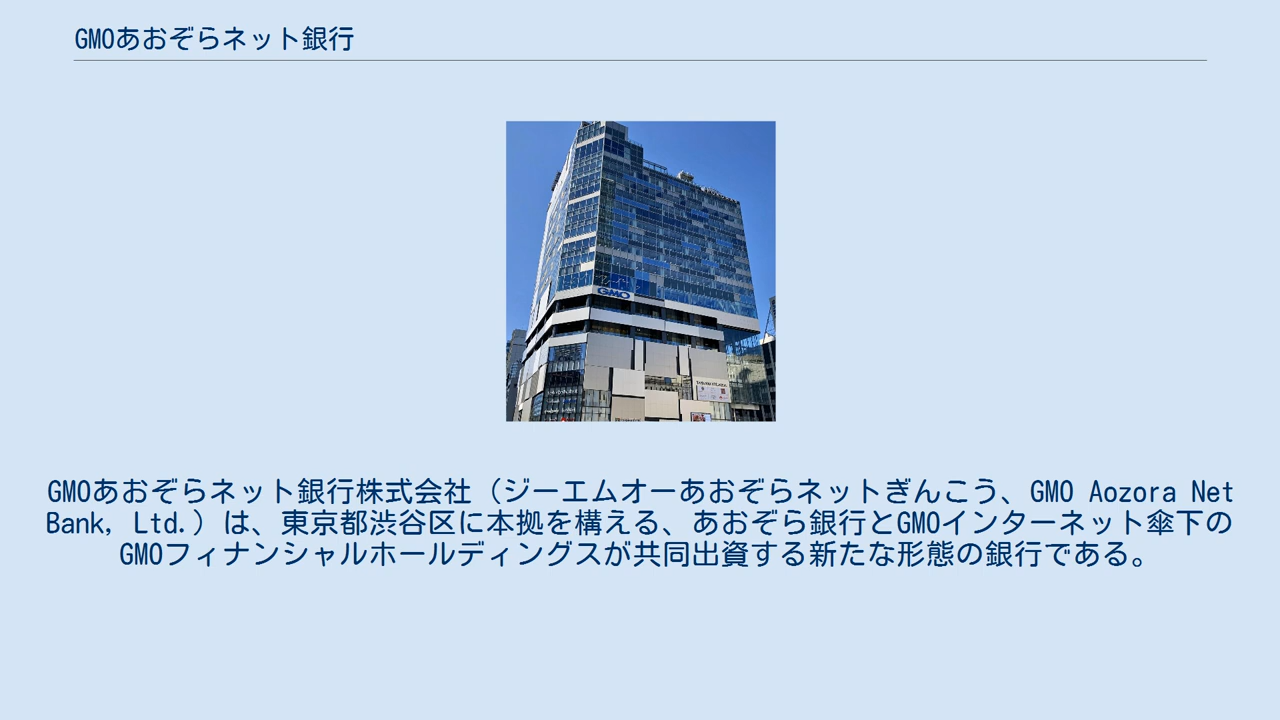 GMOあおぞらネット銀行
GMO
GMOあおぞらネット銀行株式会社（ジーエムオーあおぞらネットぎんこう、GMO Aozora Net
Bank, Ltd.）は、東京都渋谷区に本拠を構える、あおぞら銀行とGMOインターネット傘下の
GMOフィナンシャルホールディングスが共同出資する新たな形態の銀行である。